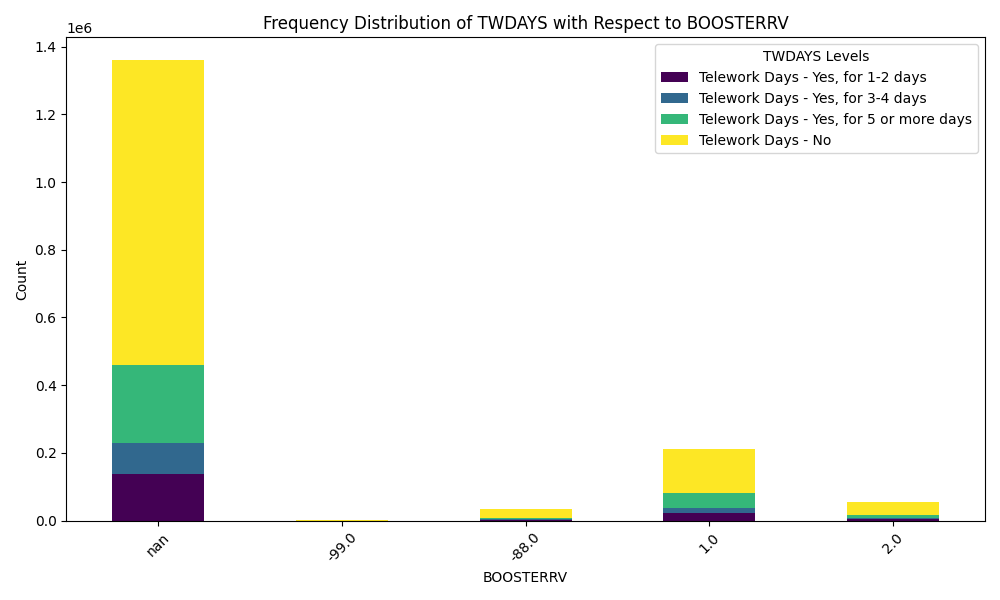 Frequency Distribution of TWDAYS with Respect to BOOSTERRV
1e6
1.4
1.2
1.0
0.8
0.6
0.4
0.2
0.0
Count
TWDAYS Levels
Telework Days - Yes, for 1-2 days
Telework Days - Yes, for 3-4 days
Telework Days - Yes, for 5 or more days
Telework Days - No
nan
-99.0
-88.0
1.0
2.0
BOOSTERRV